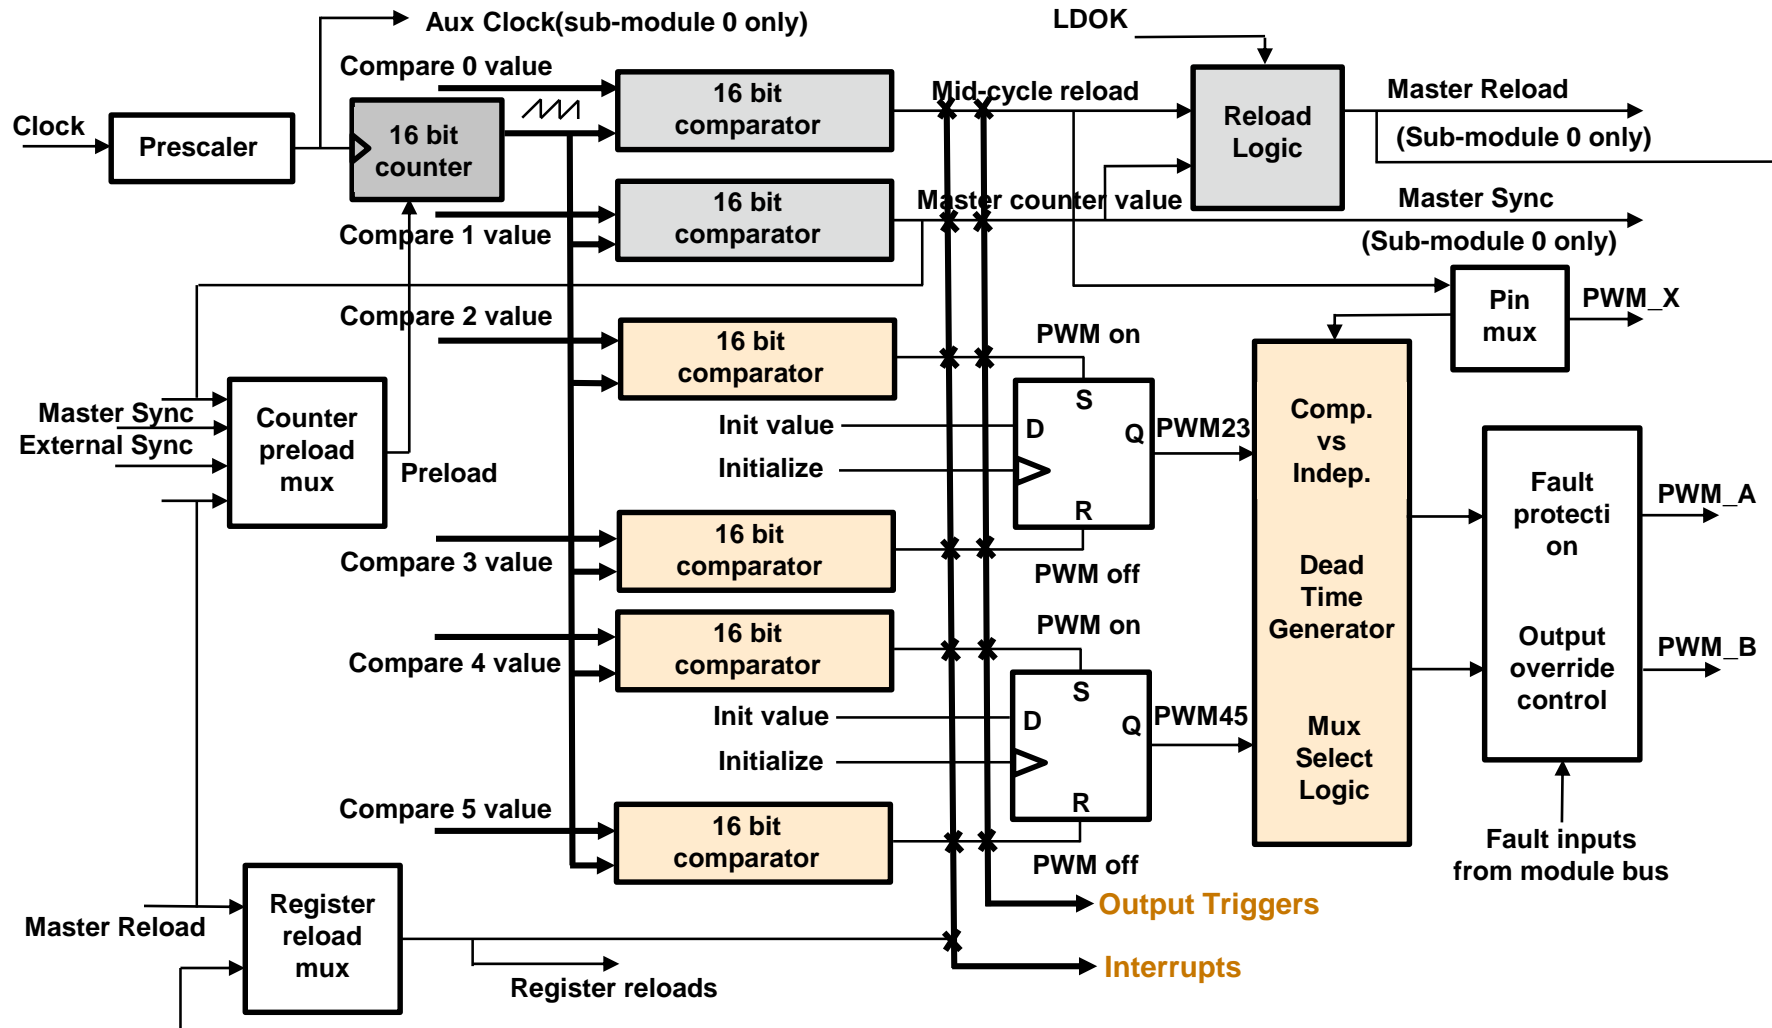 Aux Clock(sub-module 0 only)
LDOK
Compare 0 value
16 bit
comparator
Mid-cycle reload
Reload
Logic
Master Reload
(Sub-module 0 only)
Clock
Prescaler
16 bit
counter
Compare 1 value
16 bit
comparator
Master counter value
Master Sync
(Sub-module 0 only)
Pin
mux
PWM_X
Compare 2 value
16 bit
comparator
PWM on
Master Sync
External Sync
Counter
preload
mux
Preload
Init value
Initialize
S
D
Q
R
PWM23
Comp.
vs
Indep.
Dead
Time
Generator
Mux
Select
Logic
Fault
protecti
on
Output
override
control
PWM_A
PWM_B
Compare 3 value
16 bit
comparator
PWM off
Compare 4 value
16 bit
comparator
PWM on
Init value
Initialize
S
D
Q
R
PWM45
Compare 5 value
16 bit
comparator
PWM off
Fault inputs
from module bus
Master Reload
Register
reload
mux
Register reloads
Output Triggers
Interrupts